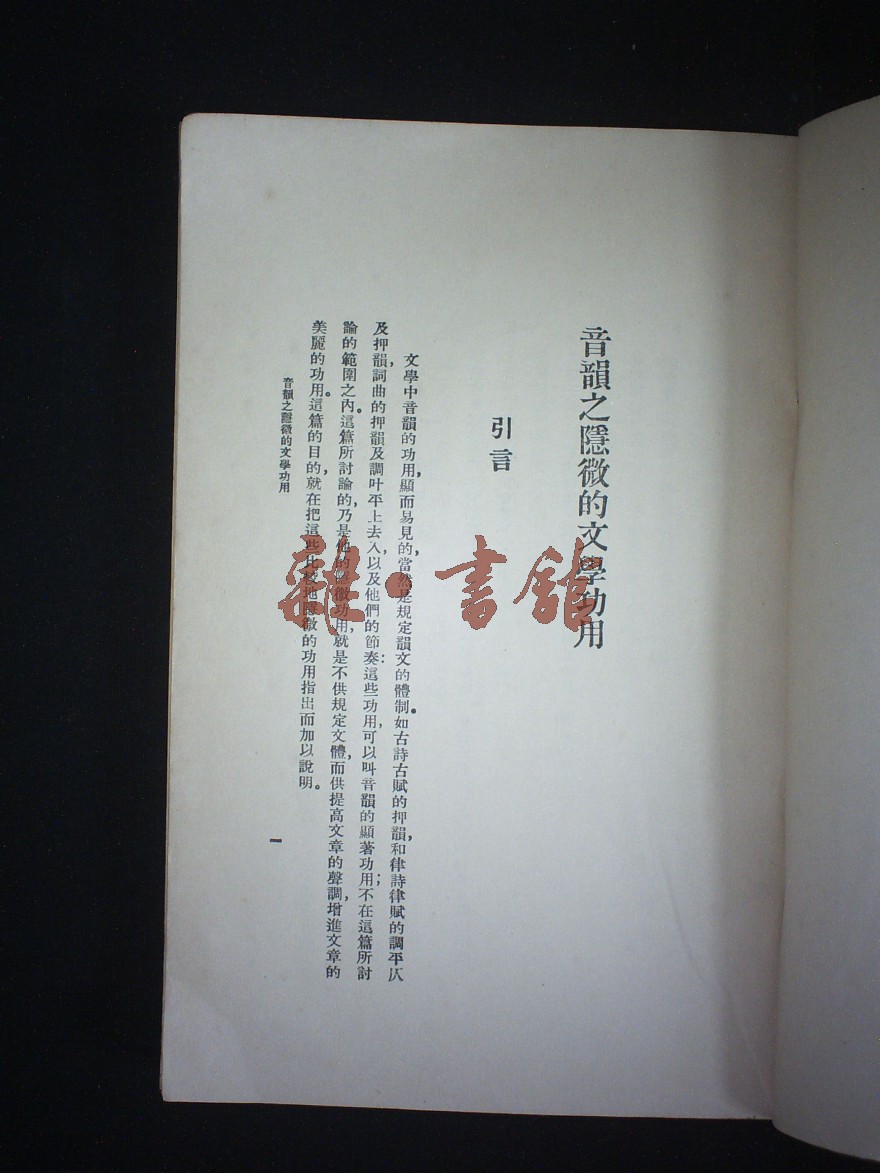 音韻之隱微的文學功用
引言
文學中音韻的功用，顯而易見的，當然是規定韻文的體制。如古詩古賦的押韻，和律詩律賦的調平仄
及押韻，詞曲的押韻及調叶平上去入，以及他們的節奏：這些功用，可以叫音韻的顯著功用不在這篇所討
論的範圍之內。這篇所討論的，乃是他的隱微功用，就是不供規定文體，而供提高文章的聲調，增進文章的
美麗的功用。這篇的目的，就在把這些比較地隱微的功用指出而加以說明。
音韻之隱微的文學功用
一
雜·書館